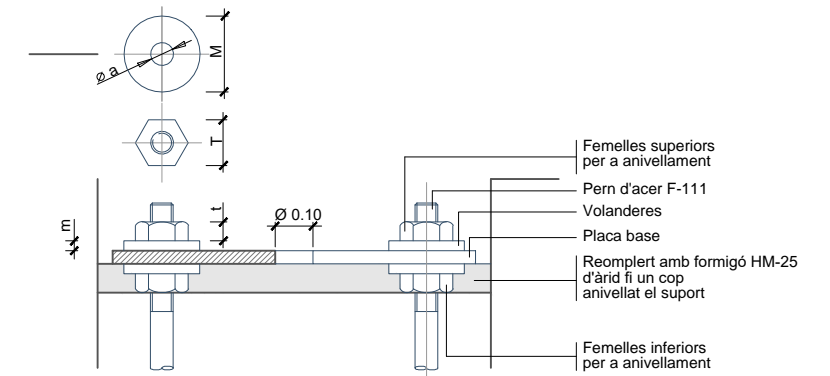 M
ø a
T
Femelles superiors
per a anivellament
Pern d'acer F-111
t
m
Ø 0.10
Volanderes
Placa base
Reomplert amb formigó HM-25
d'àrid fi un cop
anivellat el suport
Femelles inferiors
per a anivellament